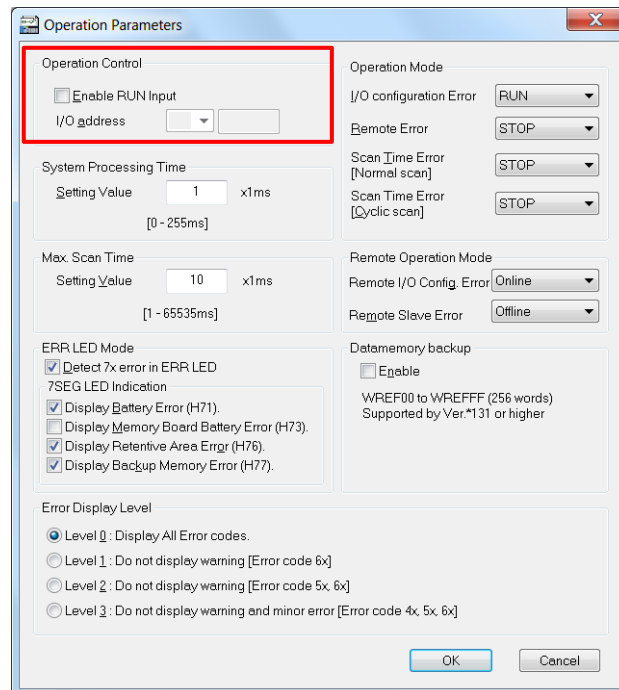 Operation Parameters
Operation Control
Enable RUN Input
I/O address
System Processing Time
Setting Value 1 x1ms
[0 - 255ms]
Max. Scan Time
Setting Value 10 x1ms
[1 - 65535ms]
ERR LED Mode
Detect 7x error in ERR LED
7SEG LED Indication
Display Battery Error (H71).
Display Memory Board Battery Error (H73).
Display Retentive Area Error (H76).
Display Backup Memory Error (H77).
Operation Mode
I/O configuration Error RUN
Remote Error STOP
Scan Time Error
[Normal scan] STOP
Scan Time Error
[Cyclic scan] STOP
Remote Operation Mode
Remote I/O Config. Error Online
Remote Slave Error Offline
Datamemory backup
Enable
WREF00 to WREFFF (256 words)
Supported by Ver.*131 or higher
Error Display Level
Level 0 : Display All Error codes.
Level 1 : Do not display warning [Error code 6x]
Level 2 : Do not display warning [Error code 5x, 6x]
Level 3 : Do not display warning and minor error [Error code 4x, 5x, 6x]
OK Cancel